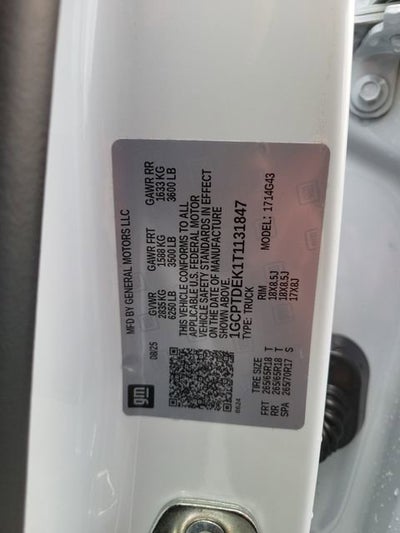 MFD BY GENERAL MOTORS LLC
08/25 GVWR GAWR FRT GAWR RR
2835 KG 1588 KG 1633 KG
6250 LB 3500 LB 3600 LB
THIS VEHICLE CONFORMS TO ALL
APPLICABLE U.S. FEDERAL MOTOR
VEHICLE SAFETY STANDARDS IN EFFECT
ON THE DATE OF MANUFACTURE
SHOWN ABOVE.
1GCPTDEK1T1131847
TYPE: TRUCK MODEL: 1714G43
TIRE SIZE RIM
FRT 265/65R18 T 18X8.5J
RR 265/65R18 T 18X8.5J
SPA 265/70R17 S 17X8J
gm